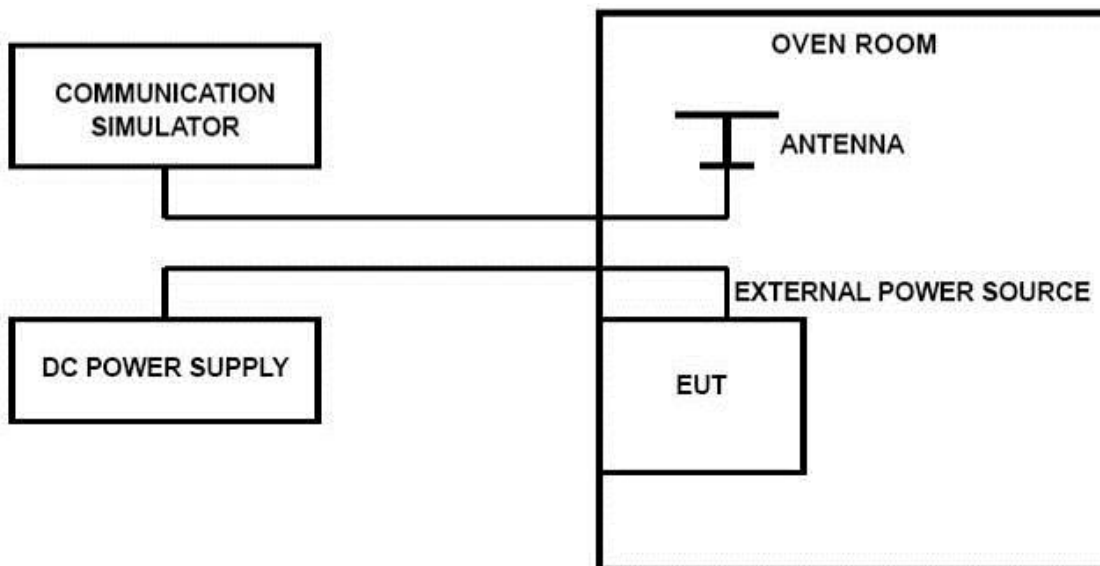 OVEN ROOM
COMMUNICATION
SIMULATOR
ANTENNA
EXTERNAL POWER SOURCE
DC POWER SUPPLY
EUT